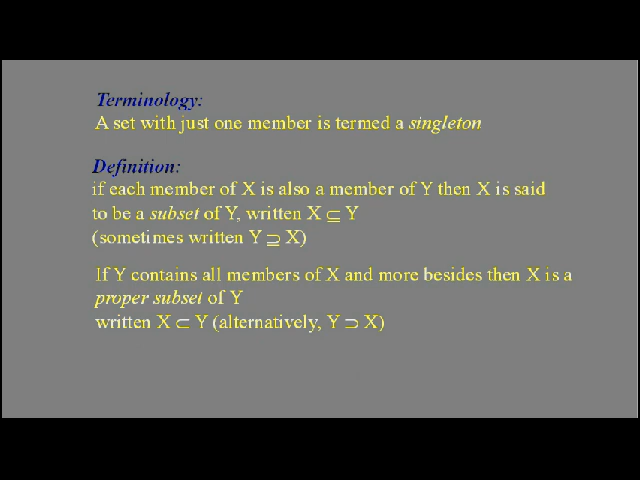 Terminology:
A set with just one member is termed a singleton
Definition:
if each member of X is also a member of Y then X is said
to be a subset of Y, written X ⊆ Y
(sometimes written Y ⊇ X)
If Y contains all members of X and more besides then X is a
proper subset of Y
written X ⊂ Y (alternatively, Y ⊃ X)